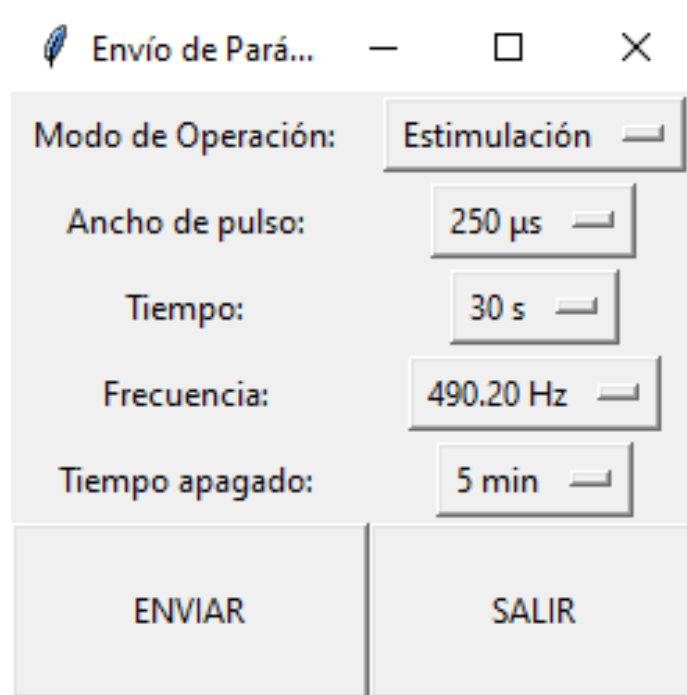 Envío de Pará...
Modo de Operación: Estimulación
Ancho de pulso: 250 µs
Tiempo: 30 s
Frecuencia: 490.20 Hz
Tiempo apagado: 5 min
ENVIAR SALIR